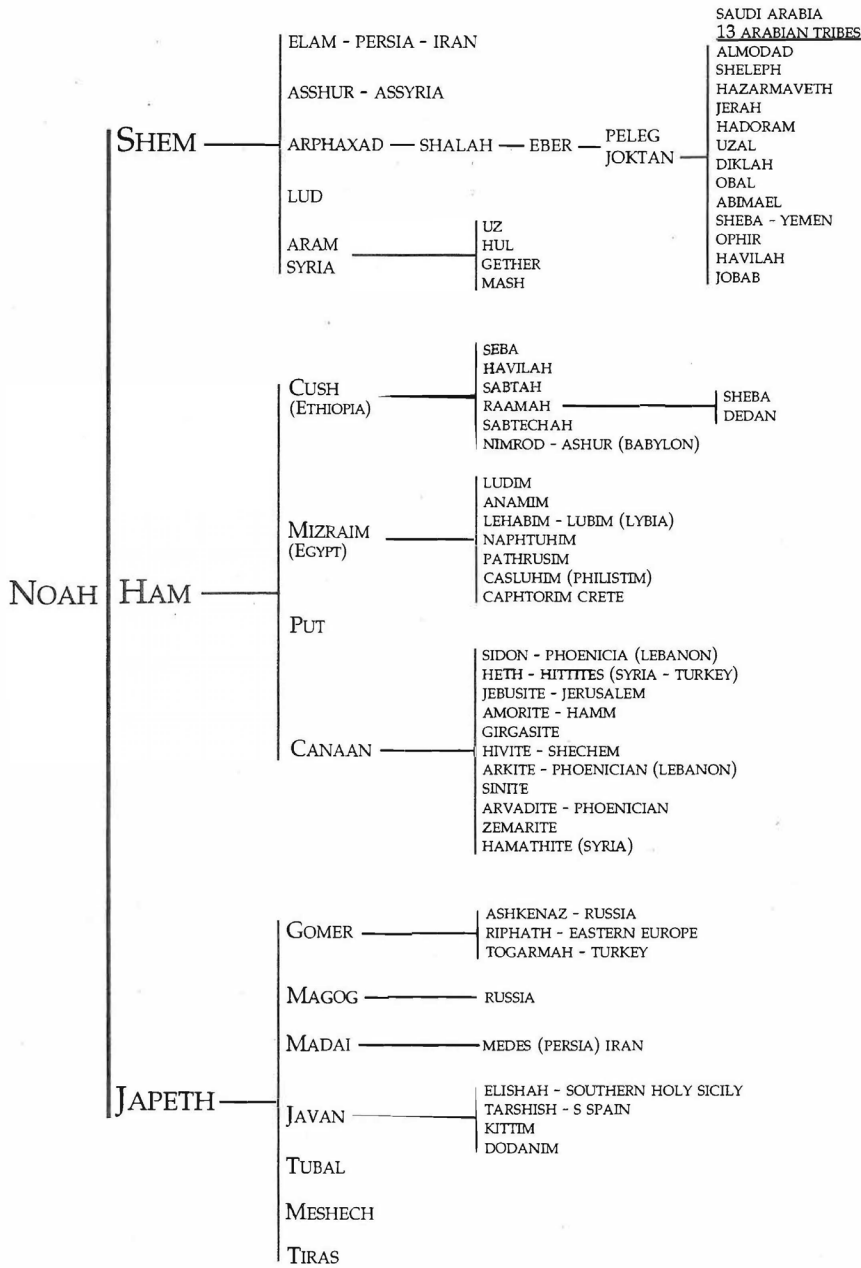 SAUDI ARABIA
13 ARABIAN TRIBES
ELAM - PERSIA - IRAN
ASSHUR - ASSYRIA
SHEM
ARPHAXAD
SHALAH
EBER
PELEG
JOKTAN
ALMODAD
SHELEPH
HAZARMAVETH
JERAH
HADORAM
UZAL
DIKLAH
OBAL
ABIMAEL
SHEBA - YEMEN
OPHIR
HAVILAH
JOBAB
LUD
ARAM
SYRIA
UZ
HUL
GETHER
MASH
NOAH
HAM
CUSH
(ETHIOPIA)
SEBA
HAVILAH
SABTAH
RAAMAH
SABTECHAH
NIMROD - ASHUR (BABYLON)
SHEBA
DEDAN
MIZRAIM
(EGYPT)
LUDIM
ANAMIM
LEHABIM - LUBIM (LYBIA)
NAPHTUHIM
PATHRUSIM
CASLUHIM (PHILISTIM)
CAPHTORIM CRETE
PUT
CANAAN
SIDON - PHOENICIA (LEBANON)
HETH - HITTITES (SYRIA - TURKEY)
JEBUSITE - JERUSALEM
AMORITE - HAMM
GIRGASITE
HIVITE - SHECHEM
ARKITE - PHOENICIAN (LEBANON)
SINITE
ARVADITE - PHOENICIAN
ZEMARITE
HAMATHITE (SYRIA)
JAPETH
GOMER
ASHKENAZ - RUSSIA
RIPHATH - EASTERN EUROPE
TOGARMAH - TURKEY
MAGOG
RUSSIA
MADAI
MEDES (PERSIA) IRAN
JAVAN
ELISHAH - SOUTHERN HOLY SICILY
TARSHISH - S SPAIN
KITTIM
DODANIM
TUBAL
MESHECH
TIRAS